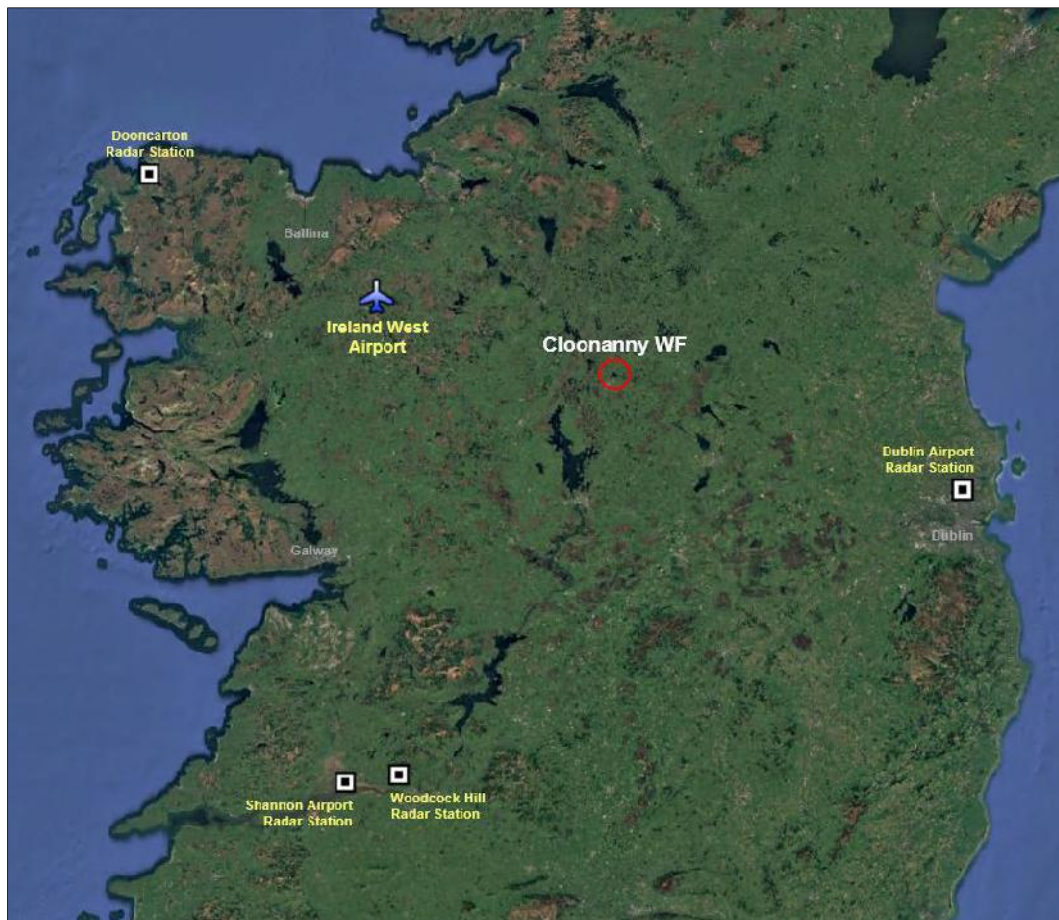 Dooncarton
Radar Station
Ballina
Ireland West
Airport
Cloonanny WF
Dublin Airport
Radar Station
Dublin
Galway
Shannon Airport
Radar Station
Woodcock Hill
Radar Station